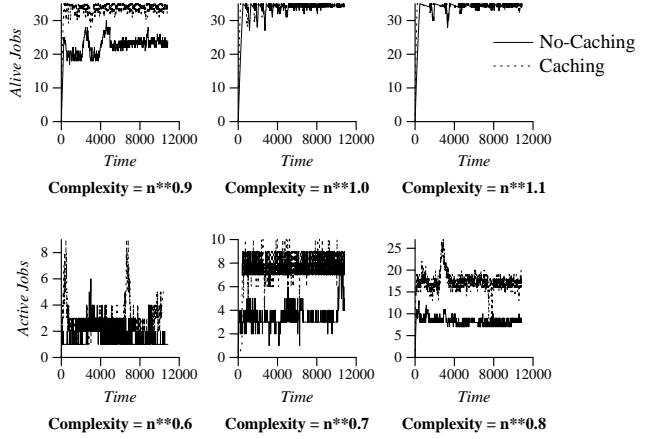 Alive Jobs
30
20
10
0
30
20
10
0
30
20
10
0
No-Caching
Caching
0 4000 8000 12000
0 4000 8000 12000
0 4000 8000 12000
Time
Time
Time
Complexity = n**0.9
Complexity = n**1.0
Complexity = n**1.1
Active Jobs
8
6
4
2
0
10
8
6
4
2
0
25
20
15
10
5
0
0 4000 8000 12000
0 4000 8000 12000
0 4000 8000 12000
Time
Time
Time
Complexity = n**0.6
Complexity = n**0.7
Complexity = n**0.8